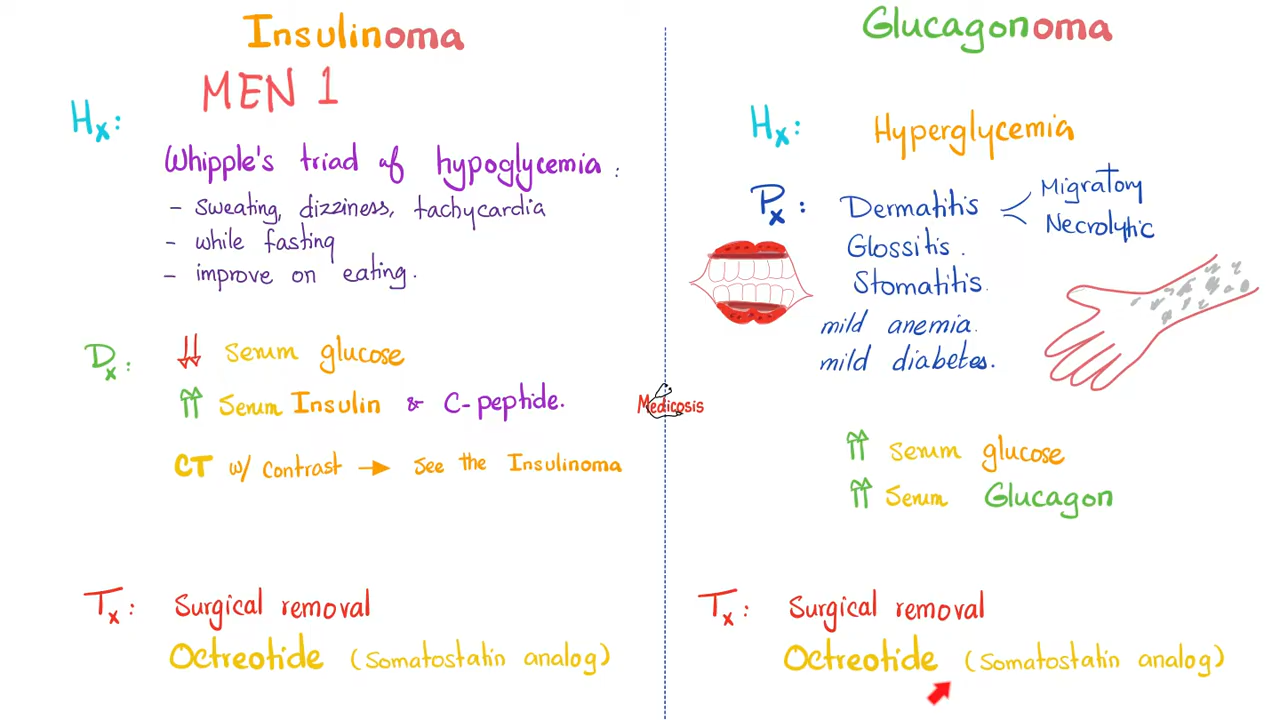 Insulinoma
MEN 1
Hx:
Whipple's triad of hypoglycemia:
- sweating, dizziness, tachycardia
- while fasting
- improve on eating.
Dx:
↓↓ Serum glucose
⇈ Serum Insulin & C-peptide.
CT w/ contrast → See the Insulinoma
Tx: Surgical removal
Octreotide (Somatostatin analog)
Medicosis
Glucagonoma
Hx: Hyperglycemia
Px: Dermatitis < Migratory
Necrolytic
Glossitis.
Stomatitis.
mild anemia.
mild diabetes.
⇈ Serum glucose
⇈ Serum Glucagon
Tx: Surgical removal
Octreotide (Somatostatin analog)